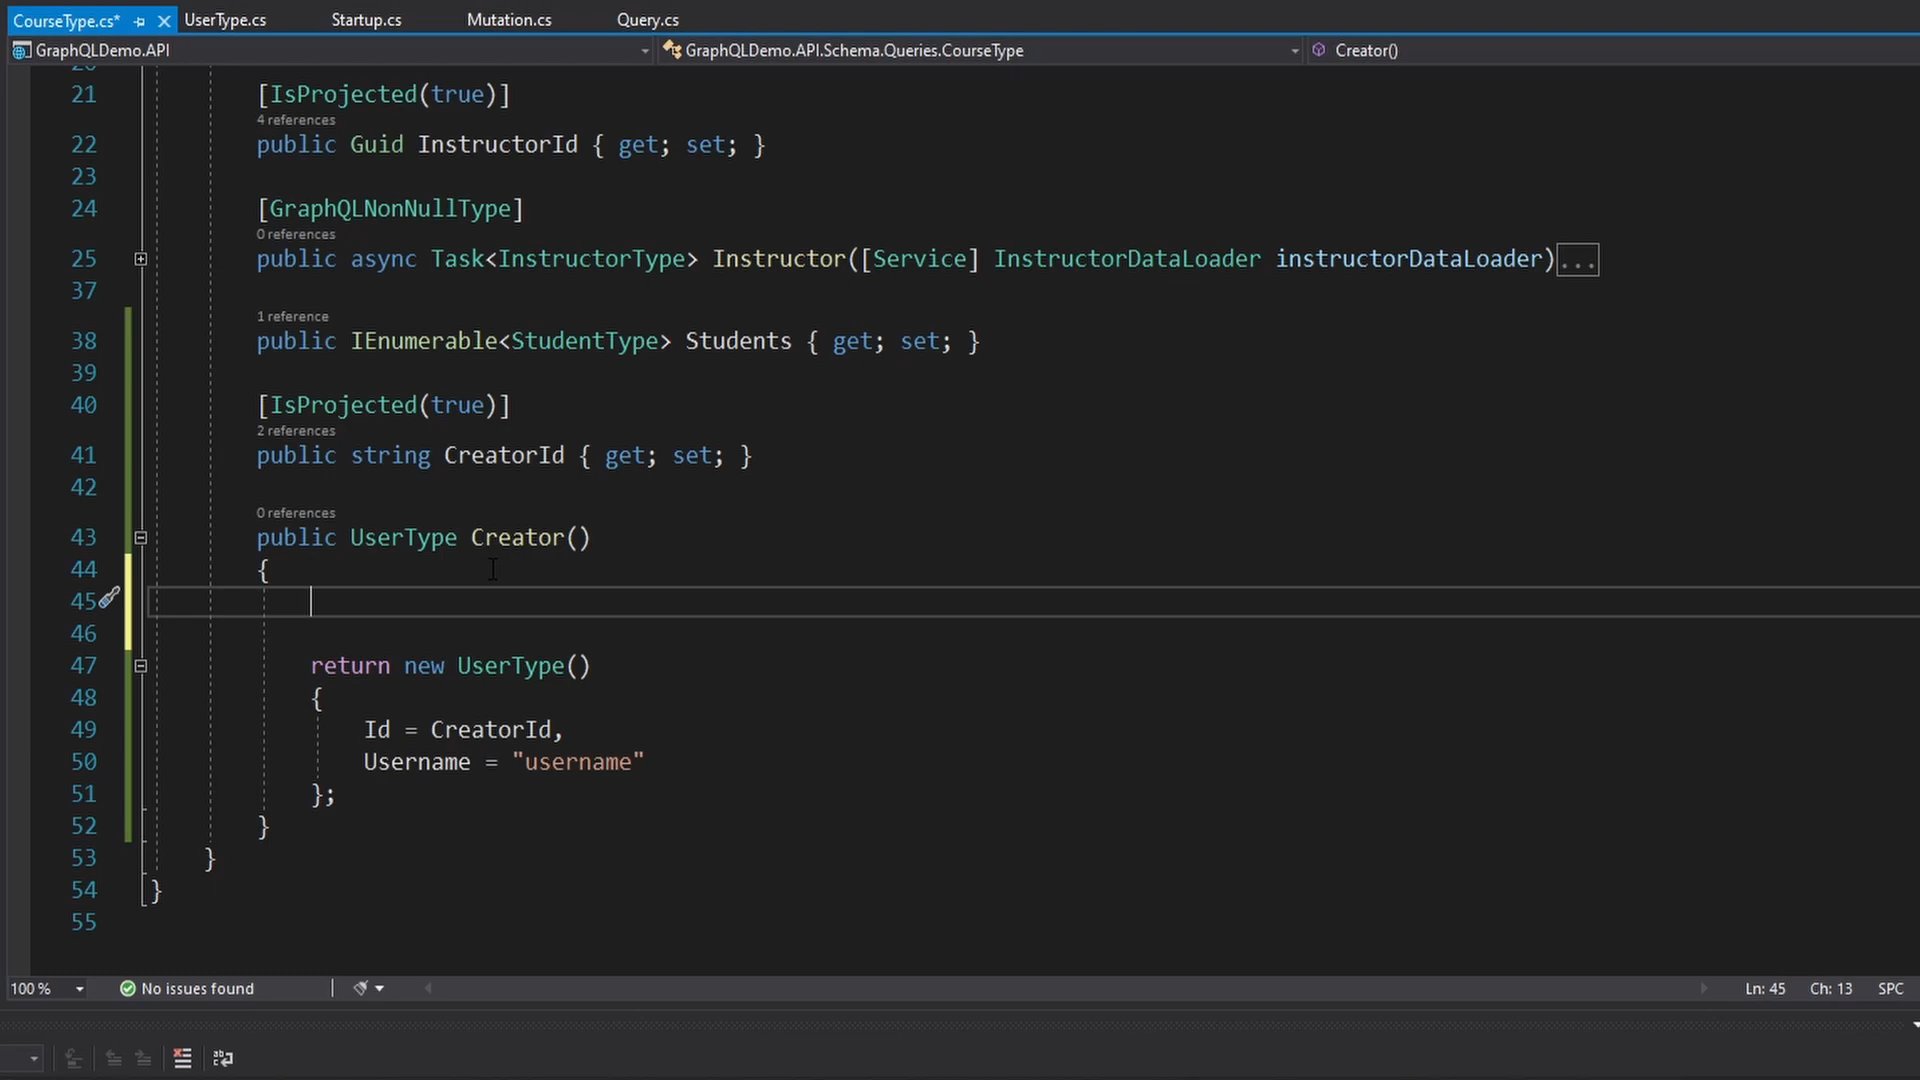 CourseType.cs* UserType.cs Startup.cs Mutation.cs Query.cs
GraphQLDemo.API GraphQLDemo.API.Schema.Queries.CourseType Creator()
21 [IsProjected(true)]
4 references
22 public Guid InstructorId { get; set; }
23
24 [GraphQLNonNullType]
0 references
25 public async Task<InstructorType> Instructor([Service] InstructorDataLoader instructorDataLoader)...
37
1 reference
38 public IEnumerable<StudentType> Students { get; set; }
39
40 [IsProjected(true)]
2 references
41 public string CreatorId { get; set; }
42
0 references
43 public UserType Creator()
44 {
45
46
47 return new UserType()
48 {
49 Id = CreatorId,
50 Username = "username"
51 };
52 }
53 }
54 }
55
100 % No issues found Ln: 45 Ch: 13 SPC